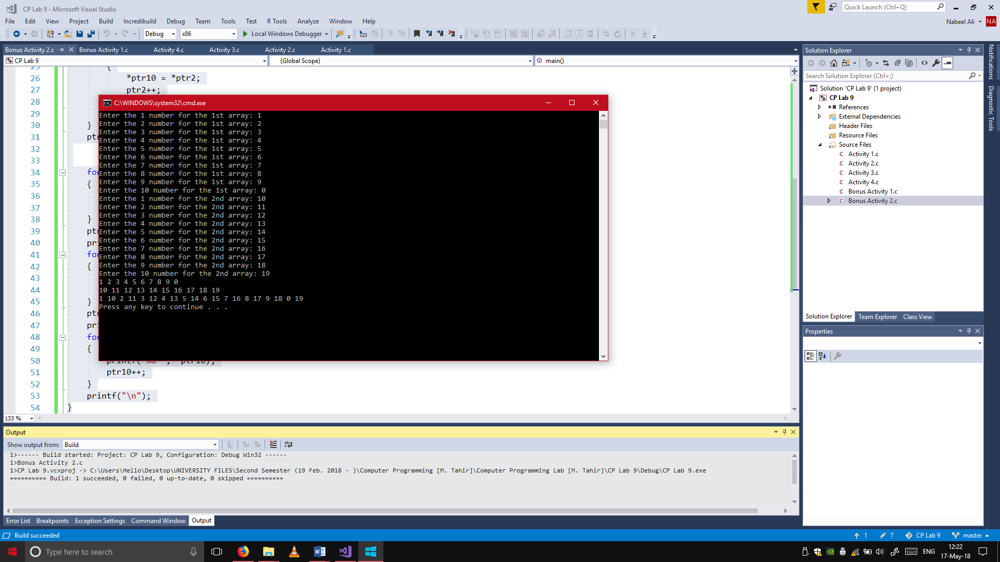 CP Lab 9 - Microsoft Visual Studio
Quick Launch (Ctrl+Q)
File Edit View Project Build Incredibuild Debug Team Tools Test R Tools Analyze Window Help
Nabeel Ali NA
Debug x86 Local Windows Debugger
Bonus Activity 2.c Bonus Activity 1.c Activity 4.c Activity 3.c Activity 2.c Activity 1.c
CP Lab 9 (Global Scope) main()
25 {
26 *ptr10 = *ptr2;
27 ptr2++;
28
29
30 }
31
32
33
34
35 {
36
37
38 }
39
40
41
42 {
43
44
45 }
46
47
48
49 {
50
51 ptr10++;
52 }
53 printf("\n");
54 }
133 %
C:\WINDOWS\system32\cmd.exe
Enter the 1 number for the 1st array: 1
Enter the 2 number for the 1st array: 2
Enter the 3 number for the 1st array: 3
Enter the 4 number for the 1st array: 4
Enter the 5 number for the 1st array: 5
Enter the 6 number for the 1st array: 6
Enter the 7 number for the 1st array: 7
Enter the 8 number for the 1st array: 8
Enter the 9 number for the 1st array: 9
Enter the 10 number for the 1st array: 0
Enter the 1 number for the 2nd array: 10
Enter the 2 number for the 2nd array: 11
Enter the 3 number for the 2nd array: 12
Enter the 4 number for the 2nd array: 13
Enter the 5 number for the 2nd array: 14
Enter the 6 number for the 2nd array: 15
Enter the 7 number for the 2nd array: 16
Enter the 8 number for the 2nd array: 17
Enter the 9 number for the 2nd array: 18
Enter the 10 number for the 2nd array: 19
1 2 3 4 5 6 7 8 9 0
10 11 12 13 14 15 16 17 18 19
1 10 2 11 3 12 4 13 5 14 6 15 7 16 8 17 9 18 0 19
Press any key to continue . . .
Solution Explorer
Search Solution Explorer (Ctrl+;)
Solution 'CP Lab 9' (1 project)
CP Lab 9
References
External Dependencies
Header Files
Resource Files
Source Files
Activity 1.c
Activity 2.c
Activity 3.c
Activity 4.c
Bonus Activity 1.c
Bonus Activity 2.c
Solution Explorer Team Explorer Class View
Properties
Notifications
Diagnostic Tools
Output
Show output from: Build
1>------ Build started: Project: CP Lab 9, Configuration: Debug Win32 ------
1>Bonus Activity 2.c
1>CP Lab 9.vcxproj -> C:\Users\Hello\Desktop\UNIVERSITY FILES\Second Semester (19 Feb. 2018 - )\Computer Programming [M. Tahir]\Computer Programming Lab [M. Tahir]\CP Lab 9\Debug\CP Lab 9.exe
========== Build: 1 succeeded, 0 failed, 0 up-to-date, 0 skipped ==========
Error List Breakpoints Exception Settings Command Window Output
Build succeeded 1 7 CP Lab 9 master
Type here to search
ENG
12:22
17-May-18